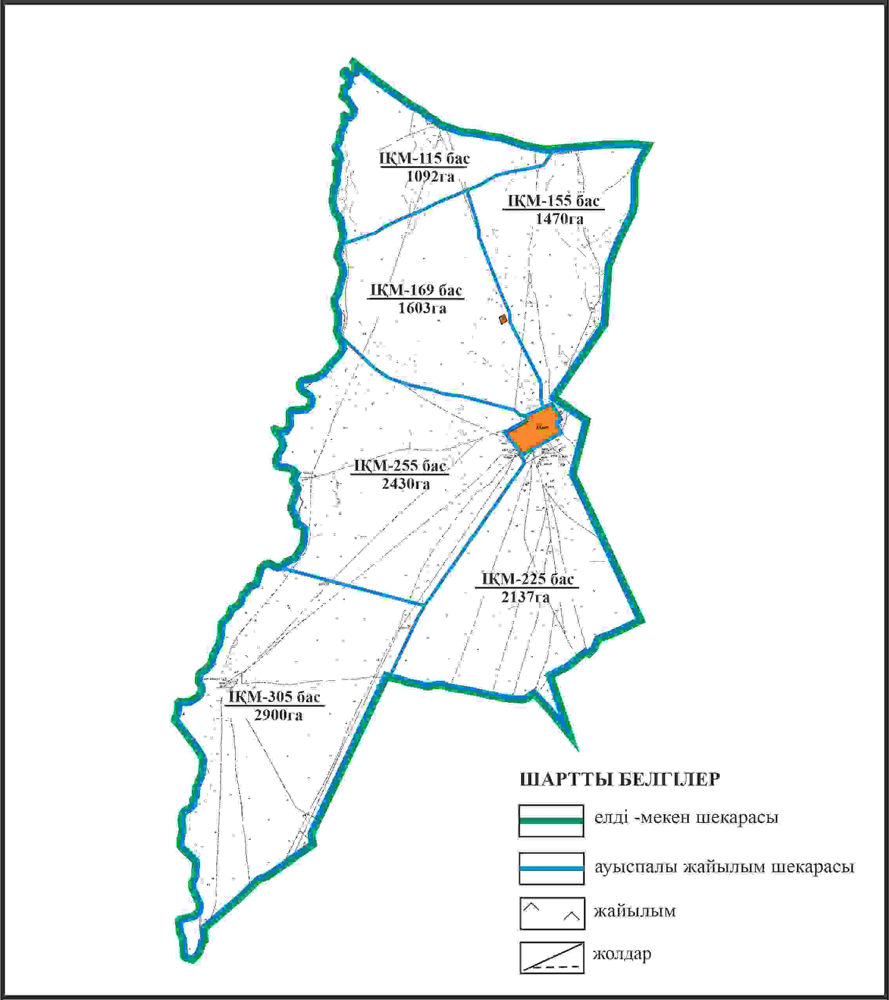 ІҚМ-115 бас
1092га
ІҚМ-155 бас
1470га
ІҚМ-169 бас
1603га
ІҚМ-255 бас
2430га
ІҚМ-225 бас
2137га
ІҚМ-305 бас
2900га
ШАРТТЫ БЕЛГІЛЕР
елді -мекен шекарасы
ауыспалы жайылым шекарасы
жайылым
жолдар